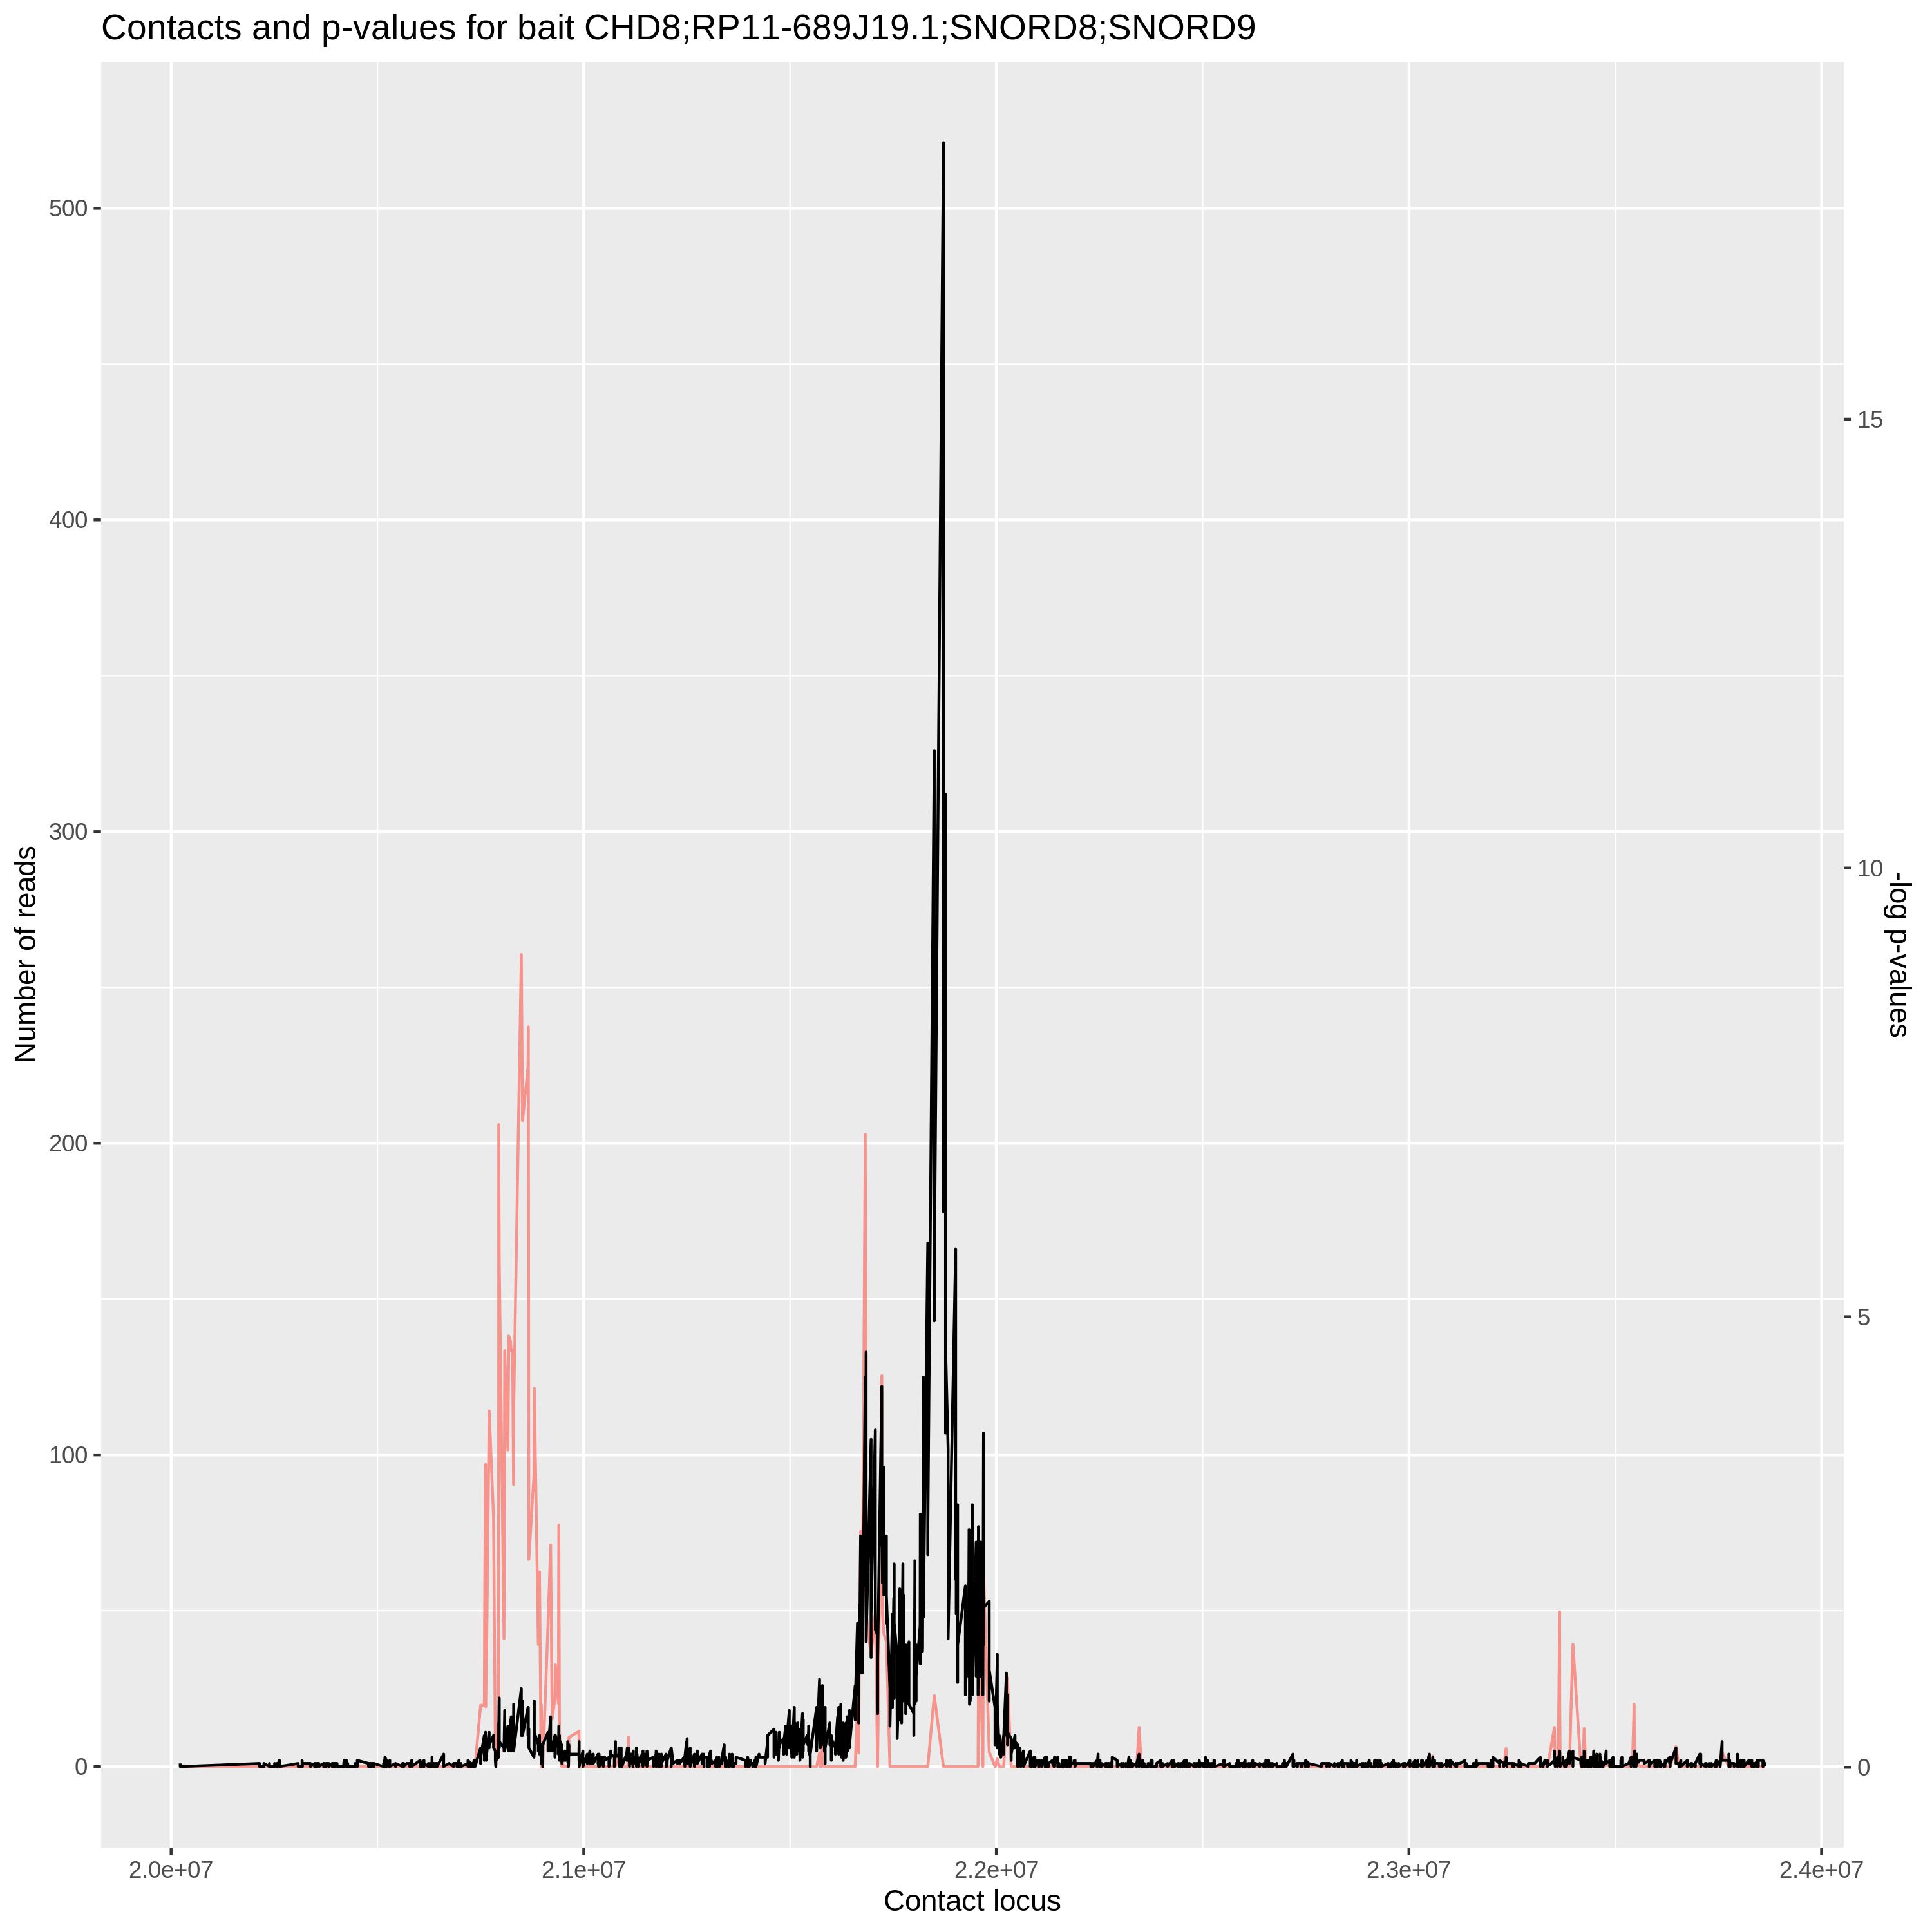 Contacts and p-values for bait CHD8;RP11-689J19.1;SNORD8;SNORD9
Number of reads
500
400
300
200
100
0
15
10
5
0
-log p-values
2.0e+07
2.1e+07
2.2e+07
2.3e+07
2.4e+07
Contact locus